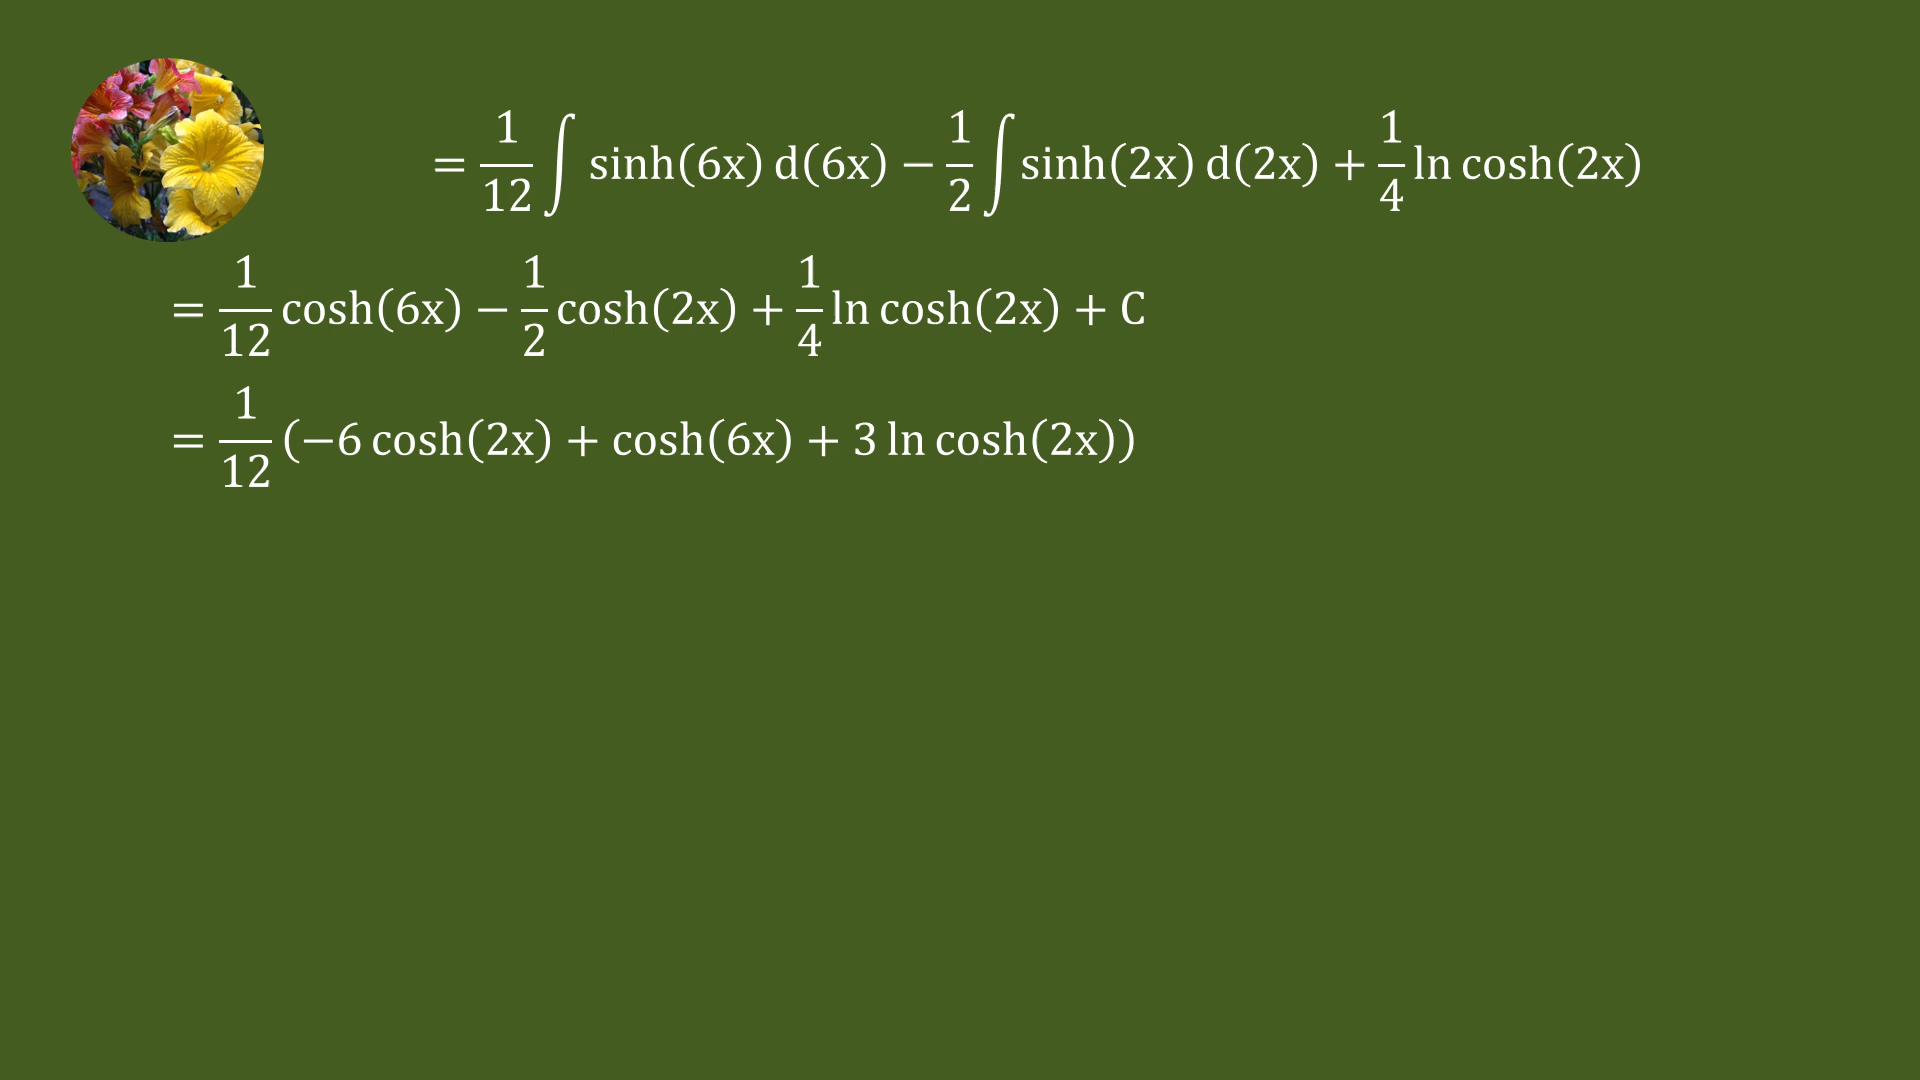 = 1/12 ∫ sinh(6x) d(6x) − 1/2 ∫ sinh(2x) d(2x) + 1/4 ln cosh(2x)
= 1/12 cosh(6x) − 1/2 cosh(2x) + 1/4 ln cosh(2x) + C
= 1/12 (−6 cosh(2x) + cosh(6x) + 3 ln cosh(2x))